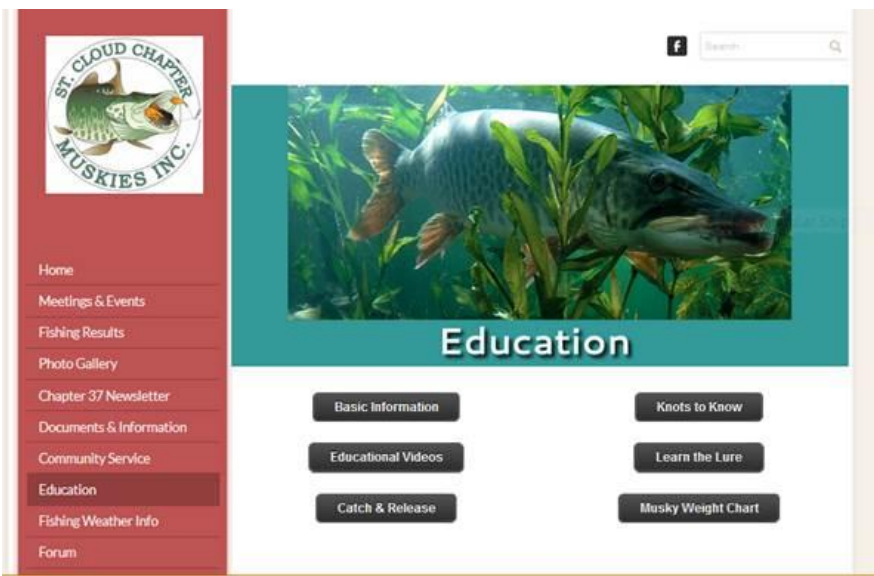 ST. CLOUD CHAPTER
MUSKIES INC.
Search
Home
Meetings & Events
Fishing Results
Photo Gallery
Chapter 37 Newsletter
Documents & Information
Community Service
Education
Fishing Weather Info
Forum
Education
Basic Information
Knots to Know
Educational Videos
Learn the Lure
Catch & Release
Musky Weight Chart